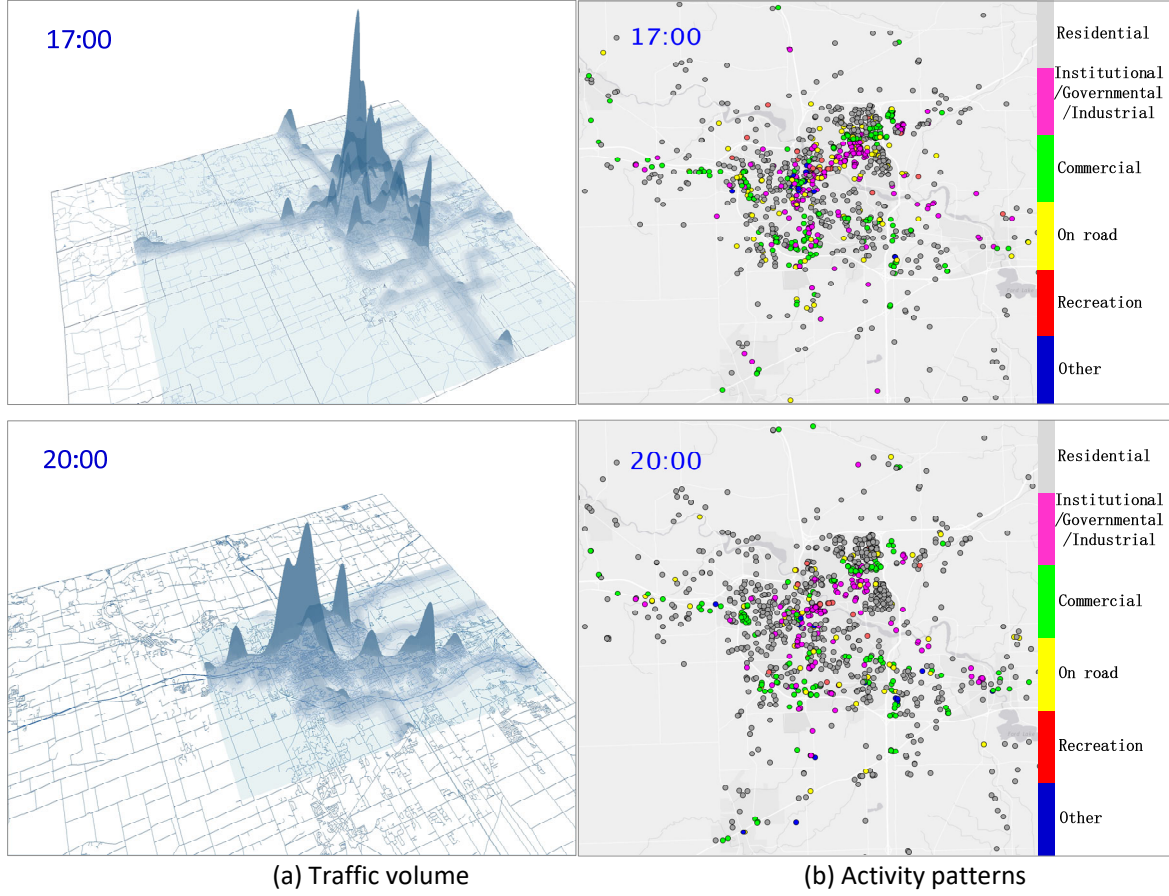 17:00
17:00
Residential
Institutional
/Governmental
/Industrial
Commercial
On road
Recreation
Other
20:00
20:00
Residential
Institutional
/Governmental
/Industrial
Commercial
On road
Recreation
Other
(a) Traffic volume
(b) Activity patterns